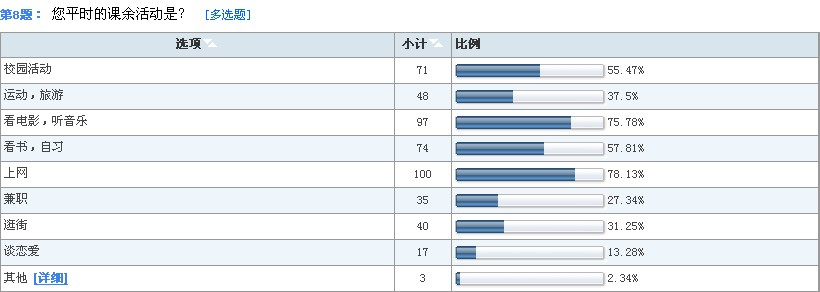 第8题： 您平时的课余活动是? [多选题]
选项 小计 比例
校园活动 71 55.47%
运动，旅游 48 37.5%
看电影，听音乐 97 75.78%
看书，自习 74 57.81%
上网 100 78.13%
兼职 35 27.34%
逛街 40 31.25%
谈恋爱 17 13.28%
其他 [详细] 3 2.34%